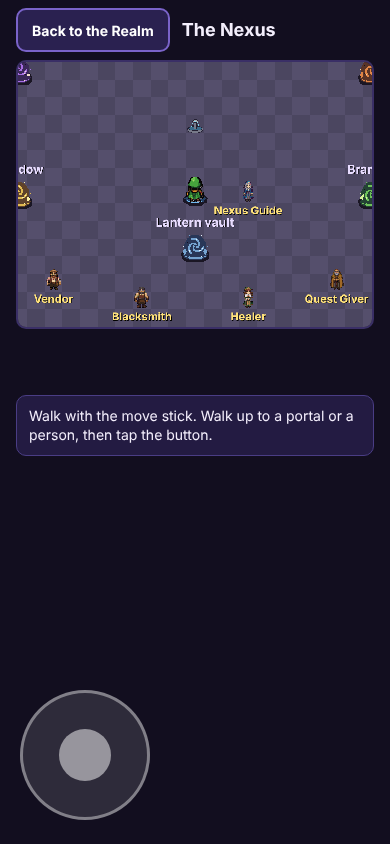 Back to the Realm
The Nexus
dow
Bran
Nexus Guide
Lantern vault
Vendor
Blacksmith
Healer
Quest Giver
Walk with the move stick. Walk up to a portal or a
person, then tap the button.